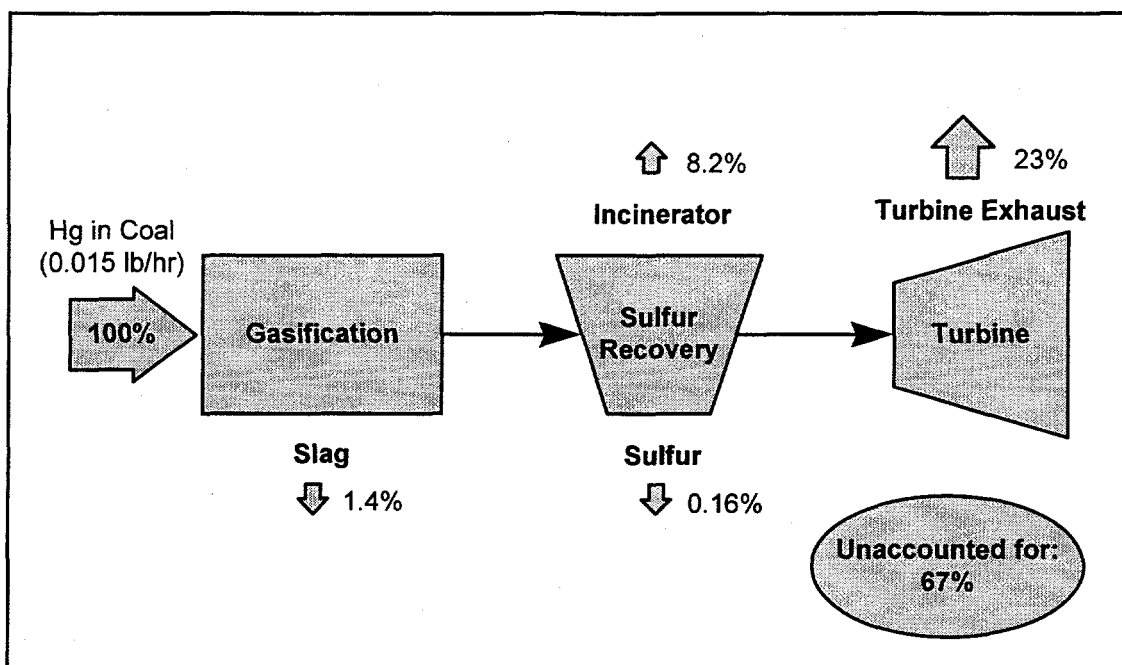 8.2%
23%
Incinerator
Turbine Exhaust
Hg in Coal
(0.015 lb/hr)
100%
Gasification
Sulfur
Recovery
Turbine
Slag
1.4%
Sulfur
0.16%
Unaccounted for:
67%